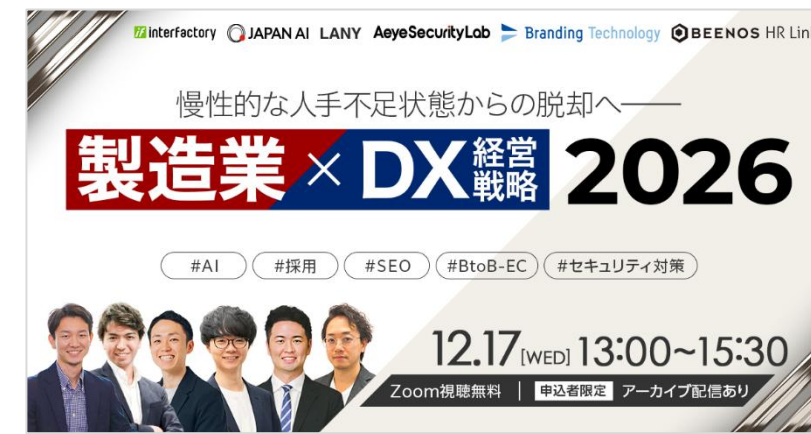 interfactory JAPAN AI LANY AeyeSecurityLab Branding Technology BEENOS HR Lin
慢性的な人手不足状態からの脱却へ──
製造業×DX経営戦略 2026
#AI #採用 #SEO #BtoB-EC #セキュリティ対策
12.17[WED] 13:00~15:30
Zoom視聴無料 | 申込者限定 アーカイブ配信あり